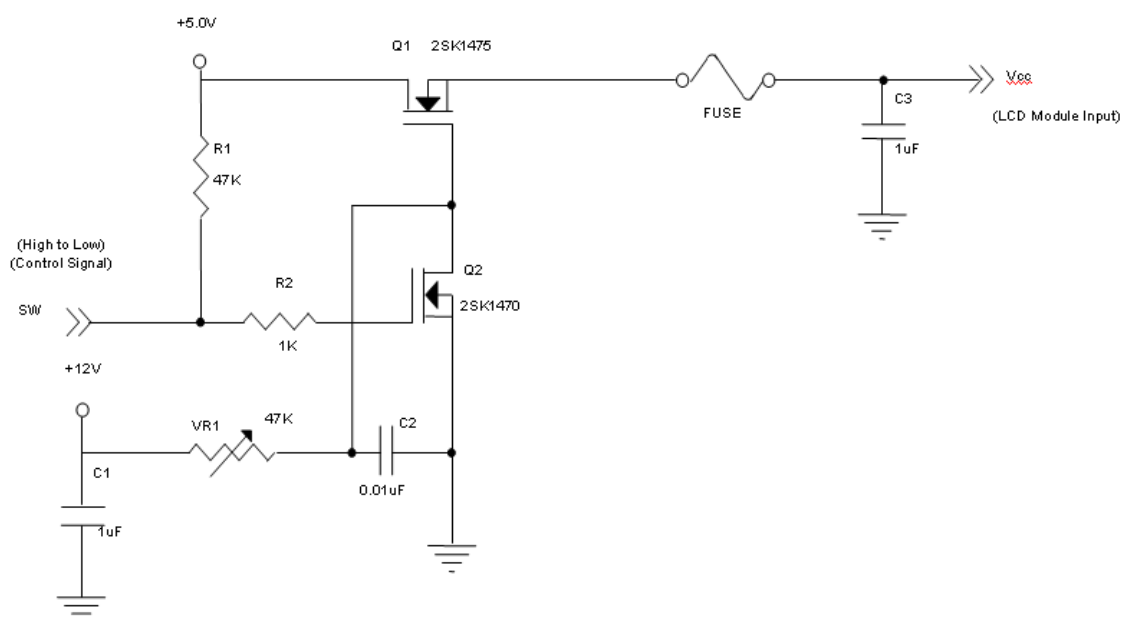 +5.0V
Q1 2SK1475
Vcc
C3
FUSE
(LCD Module Input)
R1
1uF
47K
(High to Low)
(Control Signal)
Q2
R2
SW
2SK1470
1K
+12V
47K
VR1
C2
C1
0.01uF
1uF